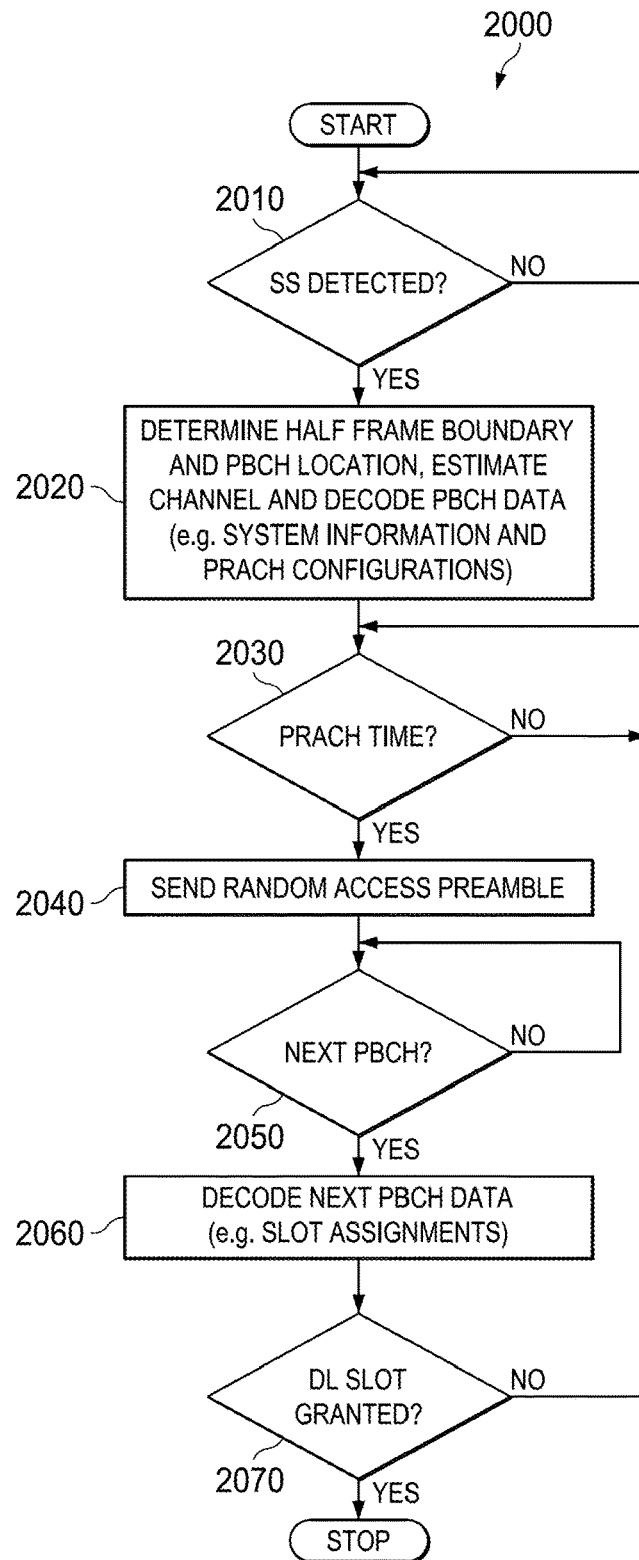 2000
START
2010
SS DETECTED?
NO
YES
2020
DETERMINE HALF FRAME BOUNDARY
AND PBCH LOCATION, ESTIMATE
CHANNEL AND DECODE PBCH DATA
(e.g. SYSTEM INFORMATION AND
PRACH CONFIGURATIONS)
2030
PRACH TIME?
NO
YES
2040
SEND RANDOM ACCESS PREAMBLE
NEXT PBCH?
NO
2050
YES
2060
DECODE NEXT PBCH DATA
(e.g. SLOT ASSIGNMENTS)
DL SLOT
GRANTED?
NO
2070
YES
STOP